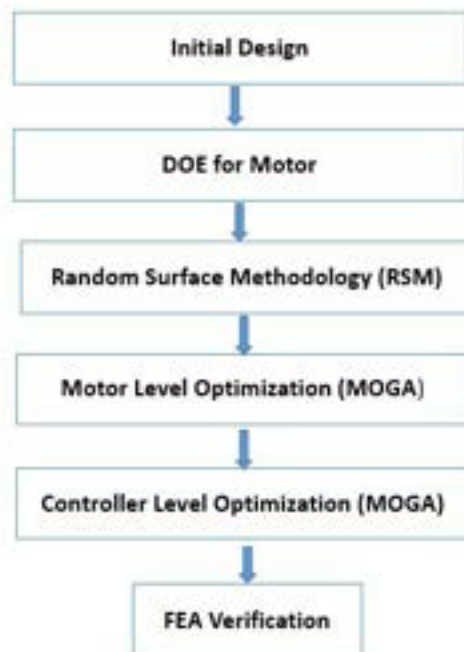 Initial Design
DOE for Motor
Random Surface Methodology (RSM)
Motor Level Optimization (MOGA)
Controller Level Optimization (MOGA)
FEA Verification